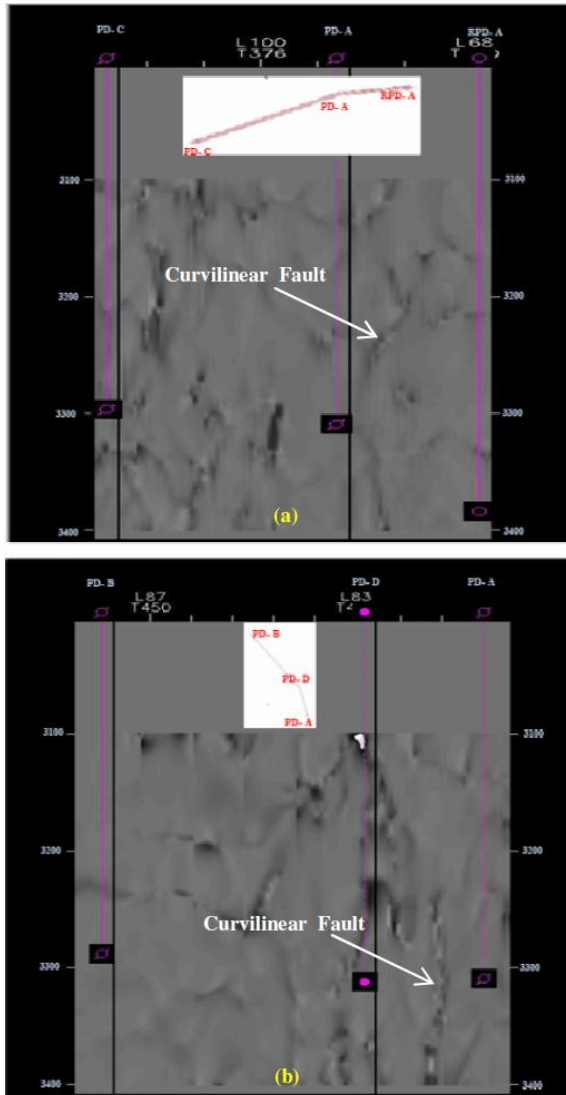 PD- C PD- A RPD- A
L100 L68
T376
RPD- A
PD- A
PD- C
3100 3100
Curvilinear Fault
3200 3200
3300 3300
(a)
3400 3400
PD- B PD- D PD- A
L87 L83
T450
PD- B
PD- D
PD- A
3100 3100
3200 3200
Curvilinear Fault
3300 3300
(b)
3400 3400